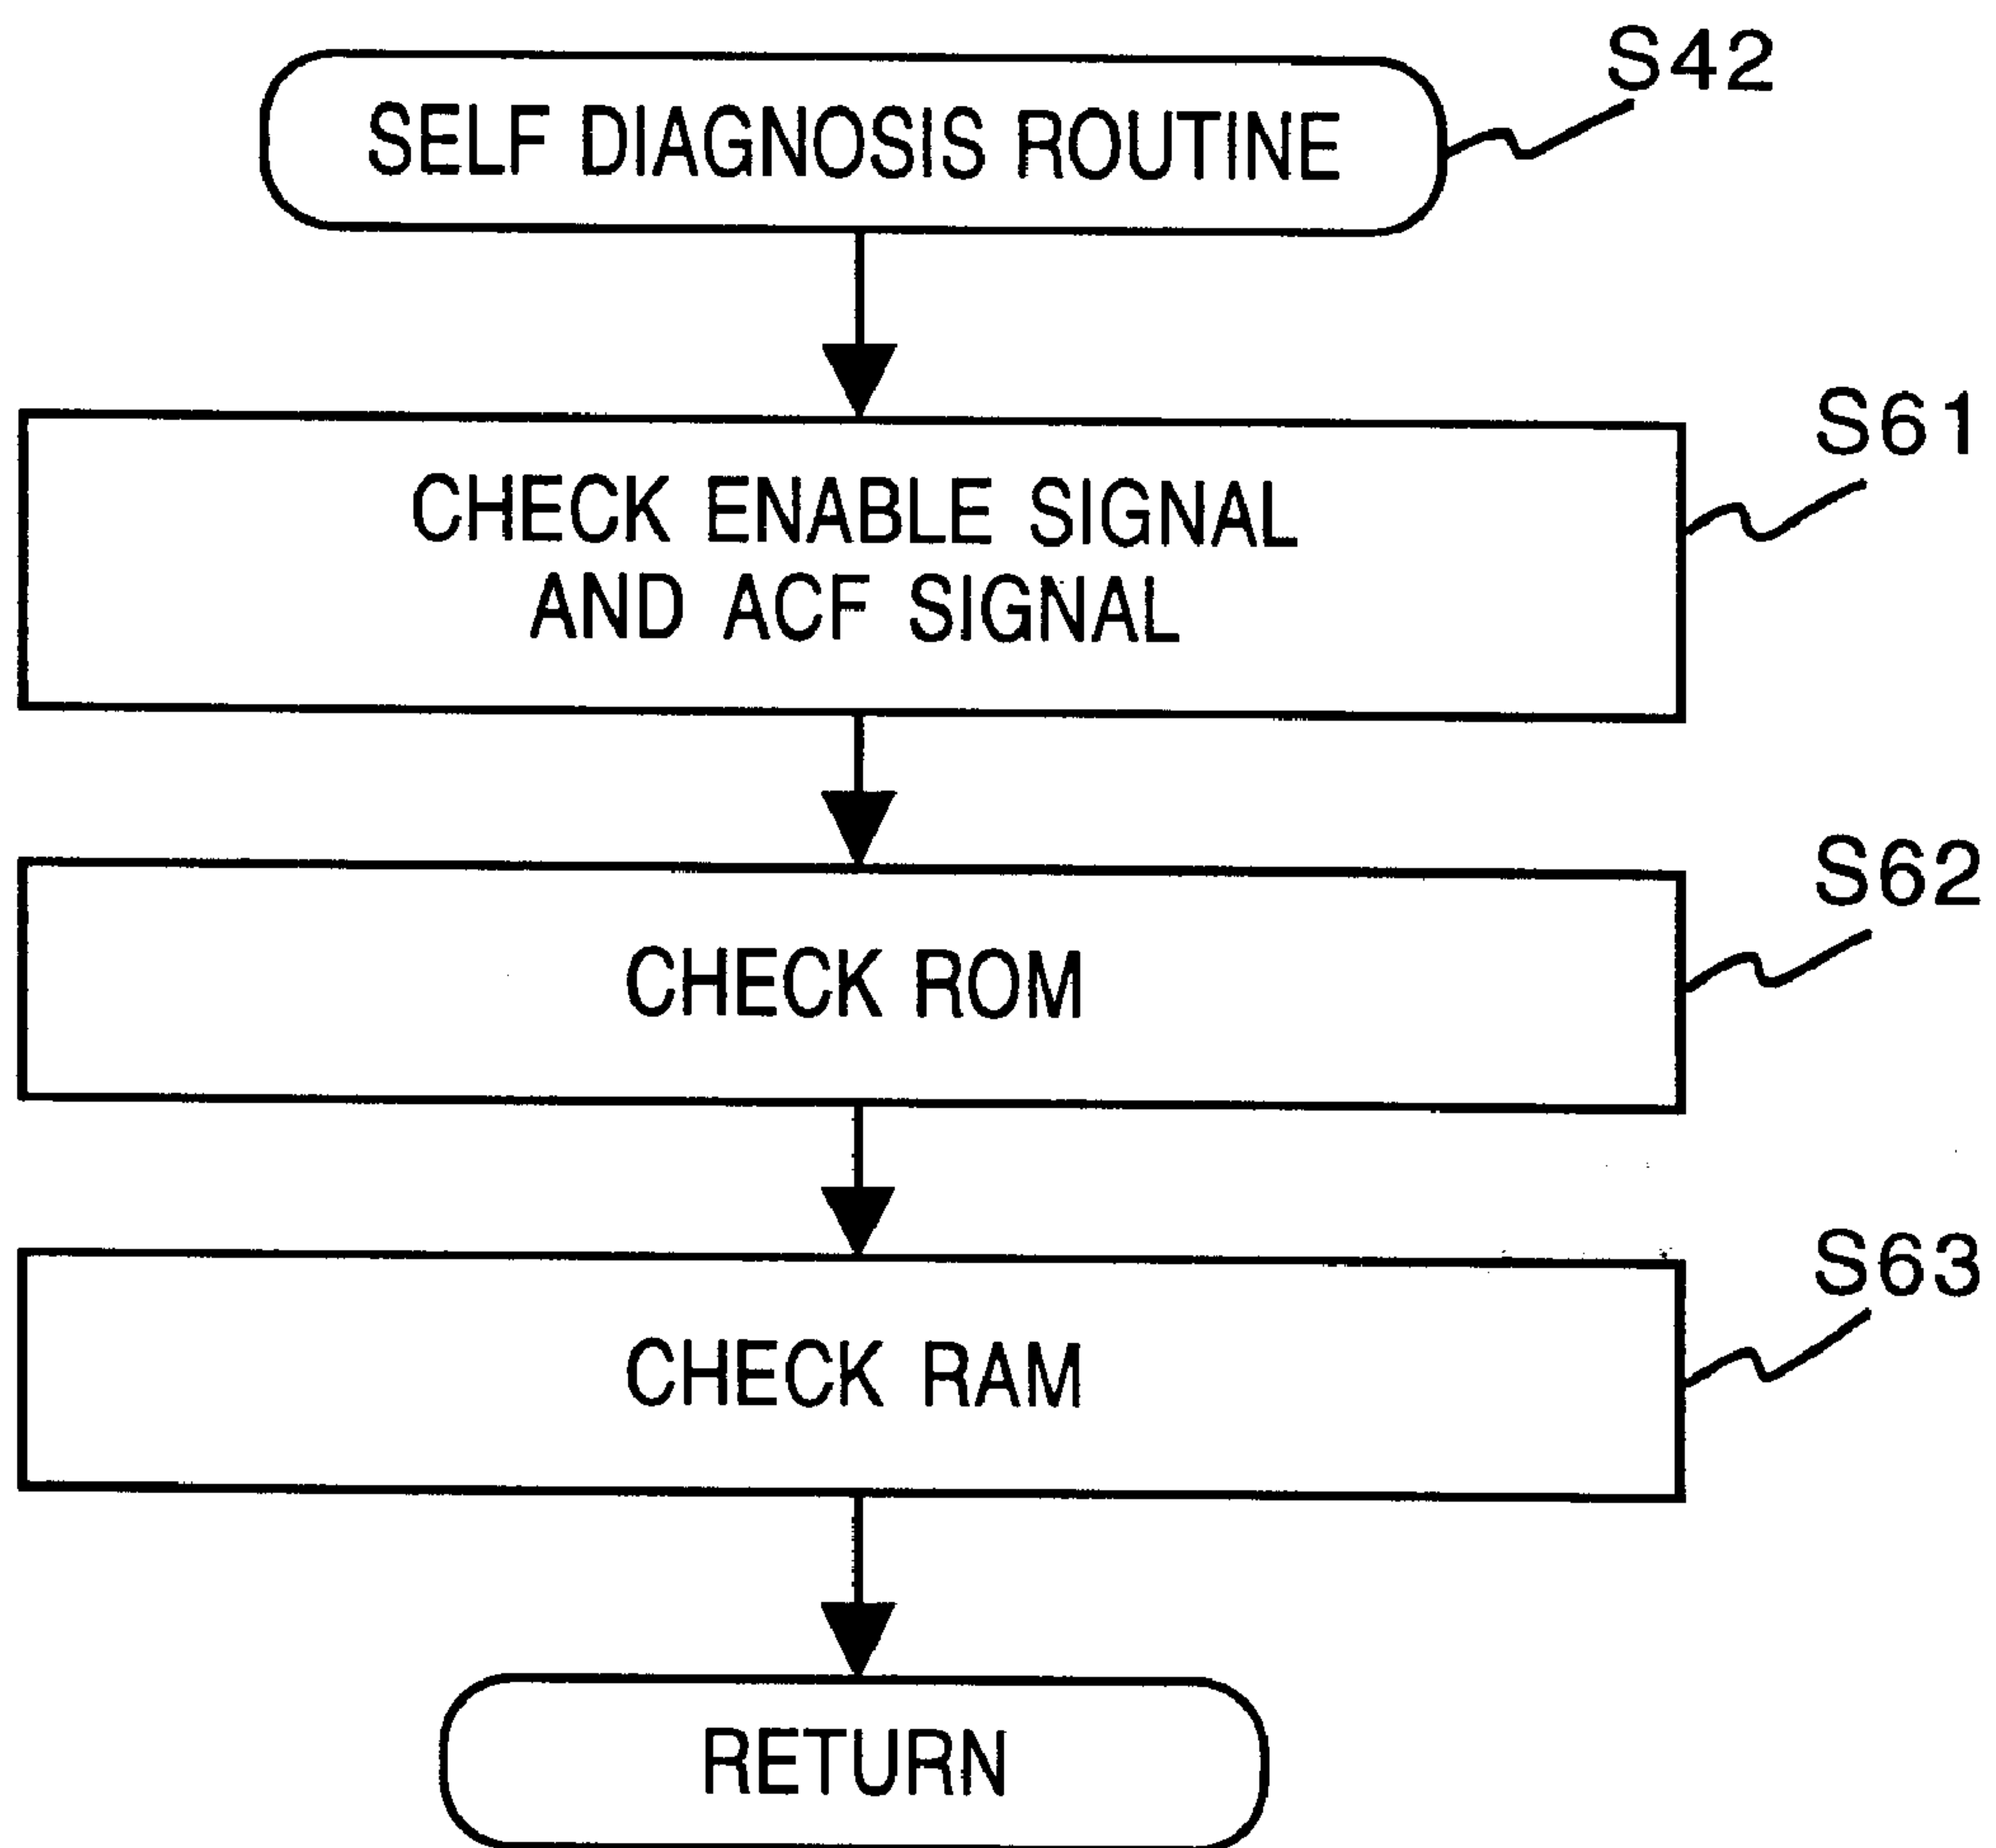 S42
SELF DIAGNOSIS ROUTINE
S61
CHECK ENABLE SIGNAL
AND ACF SIGNAL
S62
CHECK ROM
S63
CHECK RAM
RETURN